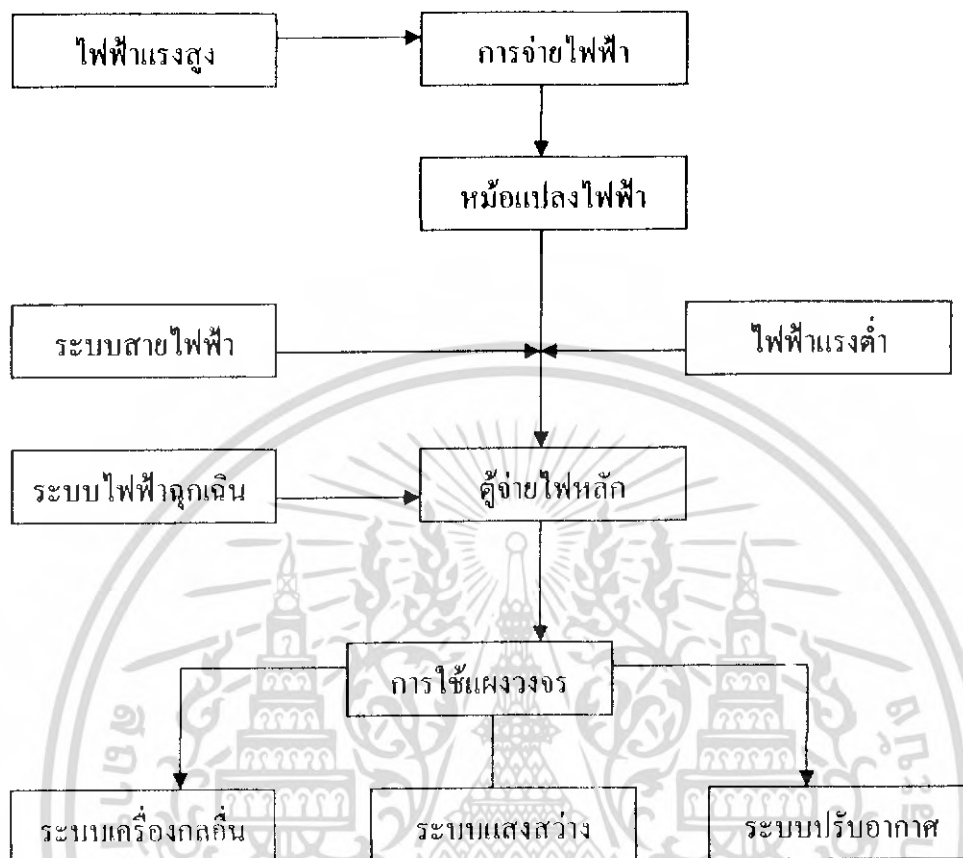 ไฟฟ้าแรงสูง
การจ่ายไฟฟ้า
หม้อแปลงไฟฟ้า
ระบบสายไฟฟ้า
ไฟฟ้าแรงต่ำ
ระบบไฟฟ้าฉุกเฉิน
ตู้จ่ายไฟหลัก
การใช้แผงวงจร
ระบบเครื่องกลอื่น
ระบบแสงสว่าง
ระบบปรับอากาศ